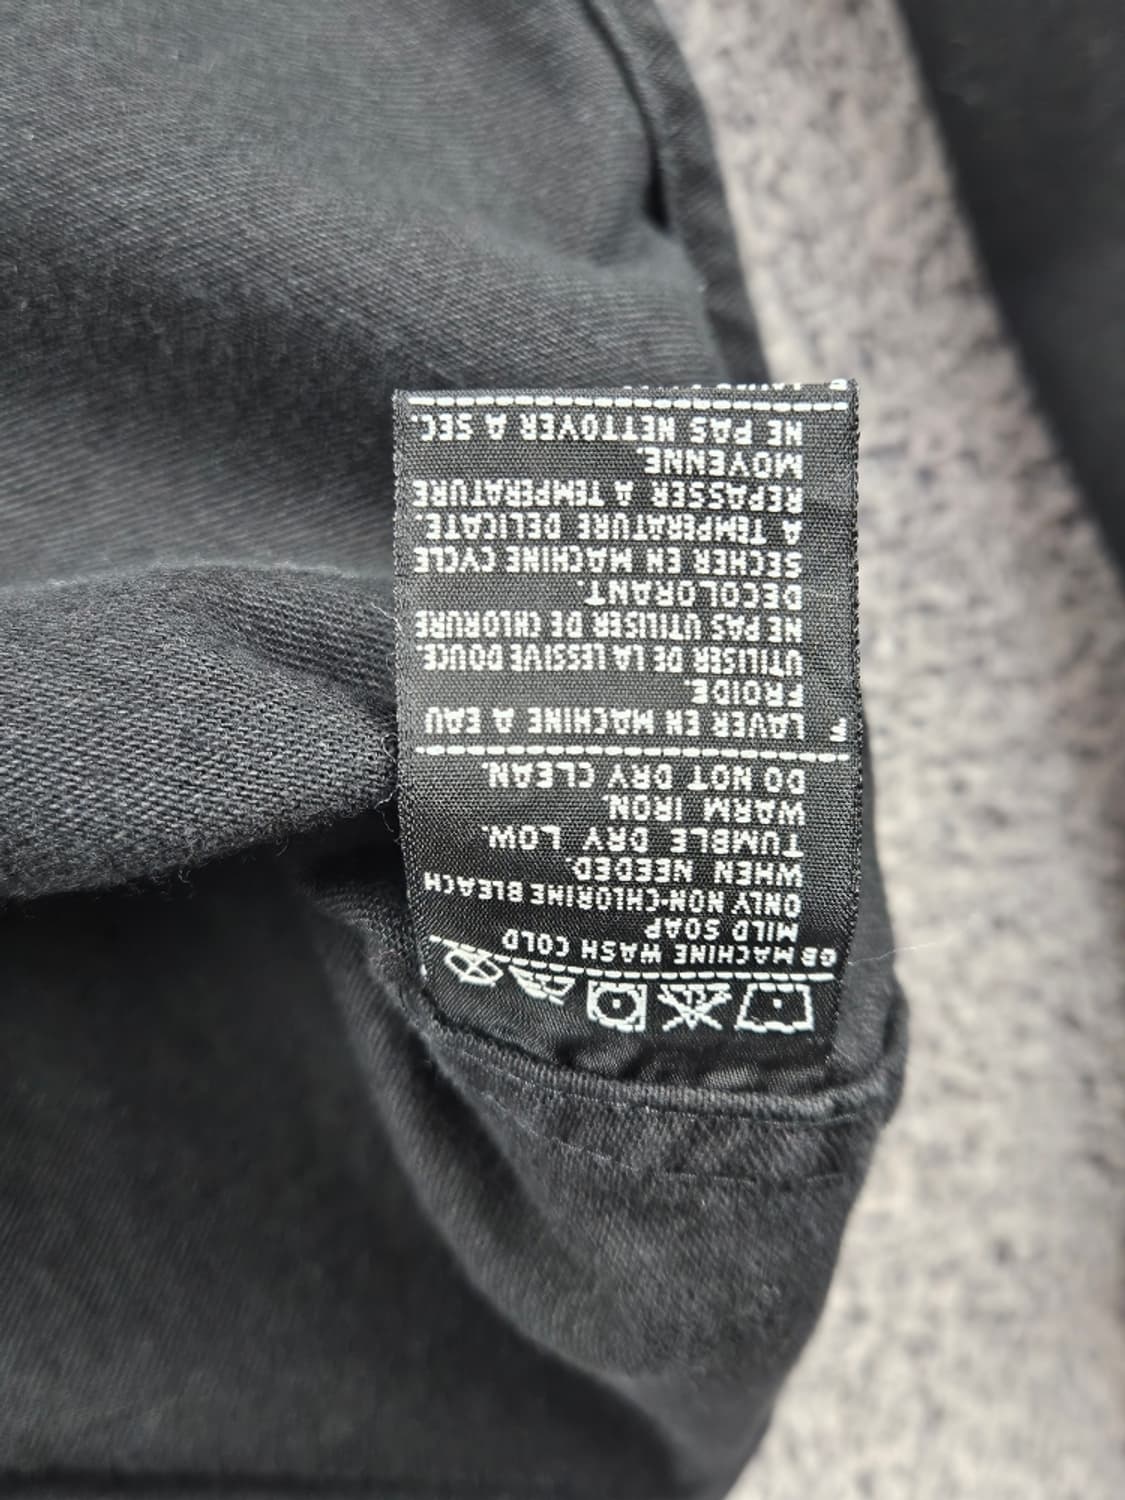 GB MACHINE WASH COLD
MILD SOAP
ONLY NON-CHLORINE BLEACH
WHEN NEEDED.
TUMBLE DRY LOW.
WARM IRON.
DO NOT DRY CLEAN.
F LAVER EN MACHINE A EAU
FROIDE
UTILISER DE LA LESSIVE DOUCE.
NE PAS UTILISER DE CHLORURE
DECOLORANT.
SECHER EN MACHINE CYCLE
A TEMPERATURE DELICATE.
REPASSER A TEMPERATURE
MOYENNE.
NE PAS NETTOYER A SEC.